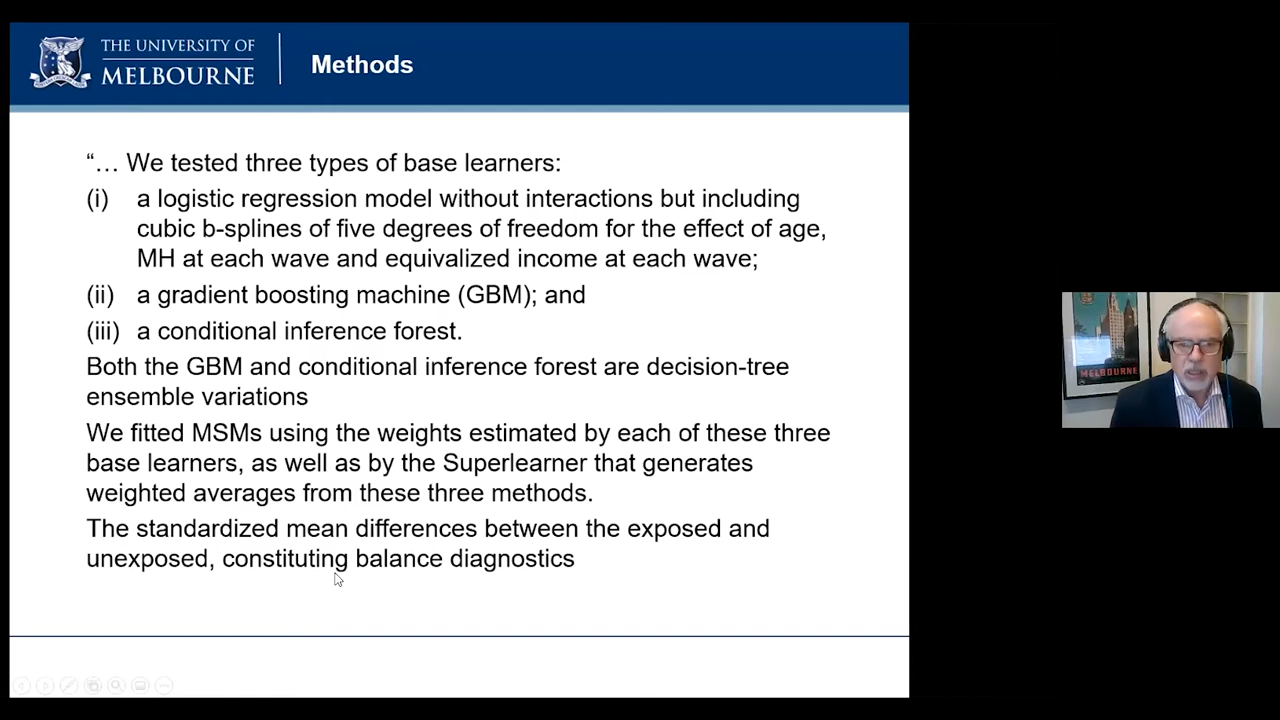 THE UNIVERSITY OF
MELBOURNE
Methods
“… We tested three types of base learners:
(i) a logistic regression model without interactions but including
cubic b-splines of five degrees of freedom for the effect of age,
MH at each wave and equivalized income at each wave;
(ii) a gradient boosting machine (GBM); and
(iii) a conditional inference forest.
Both the GBM and conditional inference forest are decision-tree
ensemble variations
We fitted MSMs using the weights estimated by each of these three
base learners, as well as by the Superlearner that generates
weighted averages from these three methods.
The standardized mean differences between the exposed and
unexposed, constituting balance diagnostics
MELBOURNE